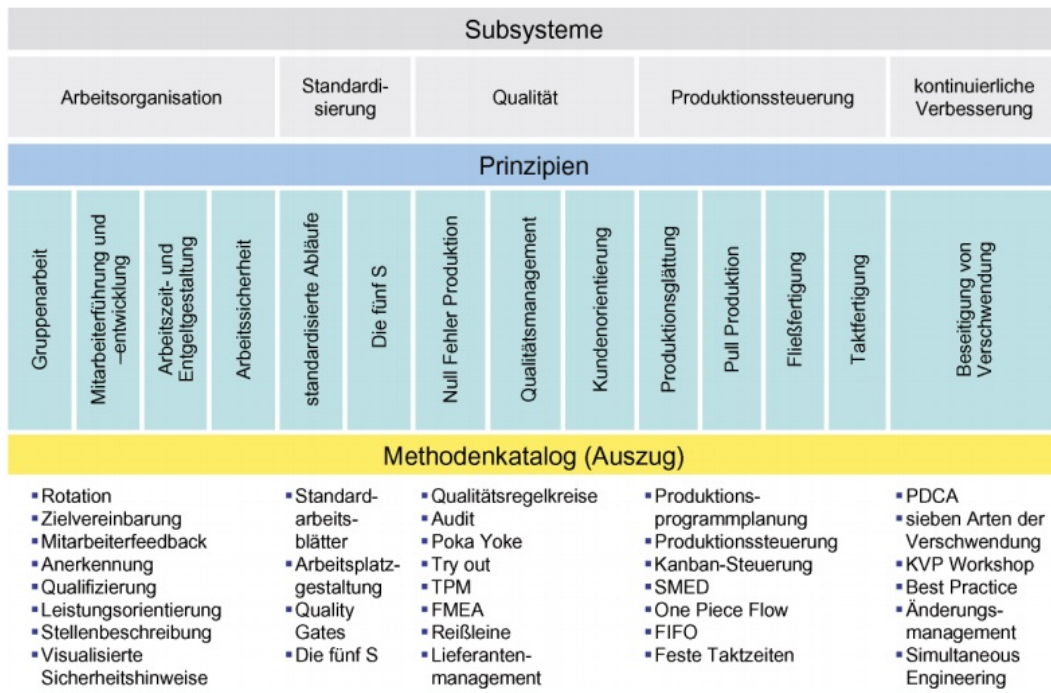 Subsysteme
Arbeitsorganisation
Standardi-
sierung
Qualität
Produktionssteuerung
kontinuierliche
Verbesserung
Prinzipien
Gruppenarbeit
Mitarbeiterführung und
–entwicklung
Arbeitszeit- und
Entgeltgestaltung
Arbeitssicherheit
standardisierte Abläufe
Die fünf S
Null Fehler Produktion
Qualitätsmanagement
Kundenorientierung
Produktionsglättung
Pull Produktion
Fließfertigung
Taktfertigung
Beseitigung von
Verschwendung
Methodenkatalog (Auszug)
▪ Rotation
▪ Zielvereinbarung
▪ Mitarbeiterfeedback
▪ Anerkennung
▪ Qualifizierung
▪ Leistungsorientierung
▪ Stellenbeschreibung
▪ Visualisierte
Sicherheitshinweise
▪ Standard-
arbeits-
blätter
▪ Arbeitsplatz-
gestaltung
▪ Quality
Gates
▪ Die fünf S
▪ Qualitätsregelkreise
▪ Audit
▪ Poka Yoke
▪ Try out
▪ TPM
▪ FMEA
▪ Reißleine
▪ Lieferanten-
management
▪ Produktions-
programmplanung
▪ Produktionssteuerung
▪ Kanban-Steuerung
▪ SMED
▪ One Piece Flow
▪ FIFO
▪ Feste Taktzeiten
▪ PDCA
▪ sieben Arten der
Verschwendung
▪ KVP Workshop
▪ Best Practice
▪ Änderungs-
management
▪ Simultaneous
Engineering